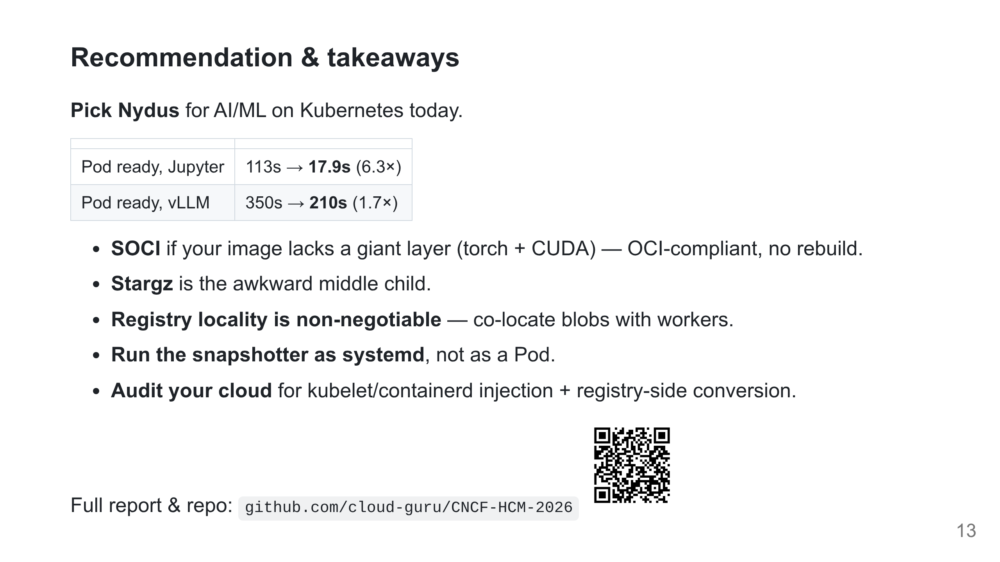 Recommendation & takeaways
Pick Nydus for AI/ML on Kubernetes today.
Pod ready, Jupyter 113s → 17.9s (6.3×)
Pod ready, vLLM 350s → 210s (1.7×)
• SOCI if your image lacks a giant layer (torch + CUDA) — OCI-compliant, no rebuild.
• Stargz is the awkward middle child.
• Registry locality is non-negotiable — co-locate blobs with workers.
• Run the snapshotter as systemd, not as a Pod.
• Audit your cloud for kubelet/containerd injection + registry-side conversion.
Full report & repo: github.com/cloud-guru/CNCF-HCM-2026
13